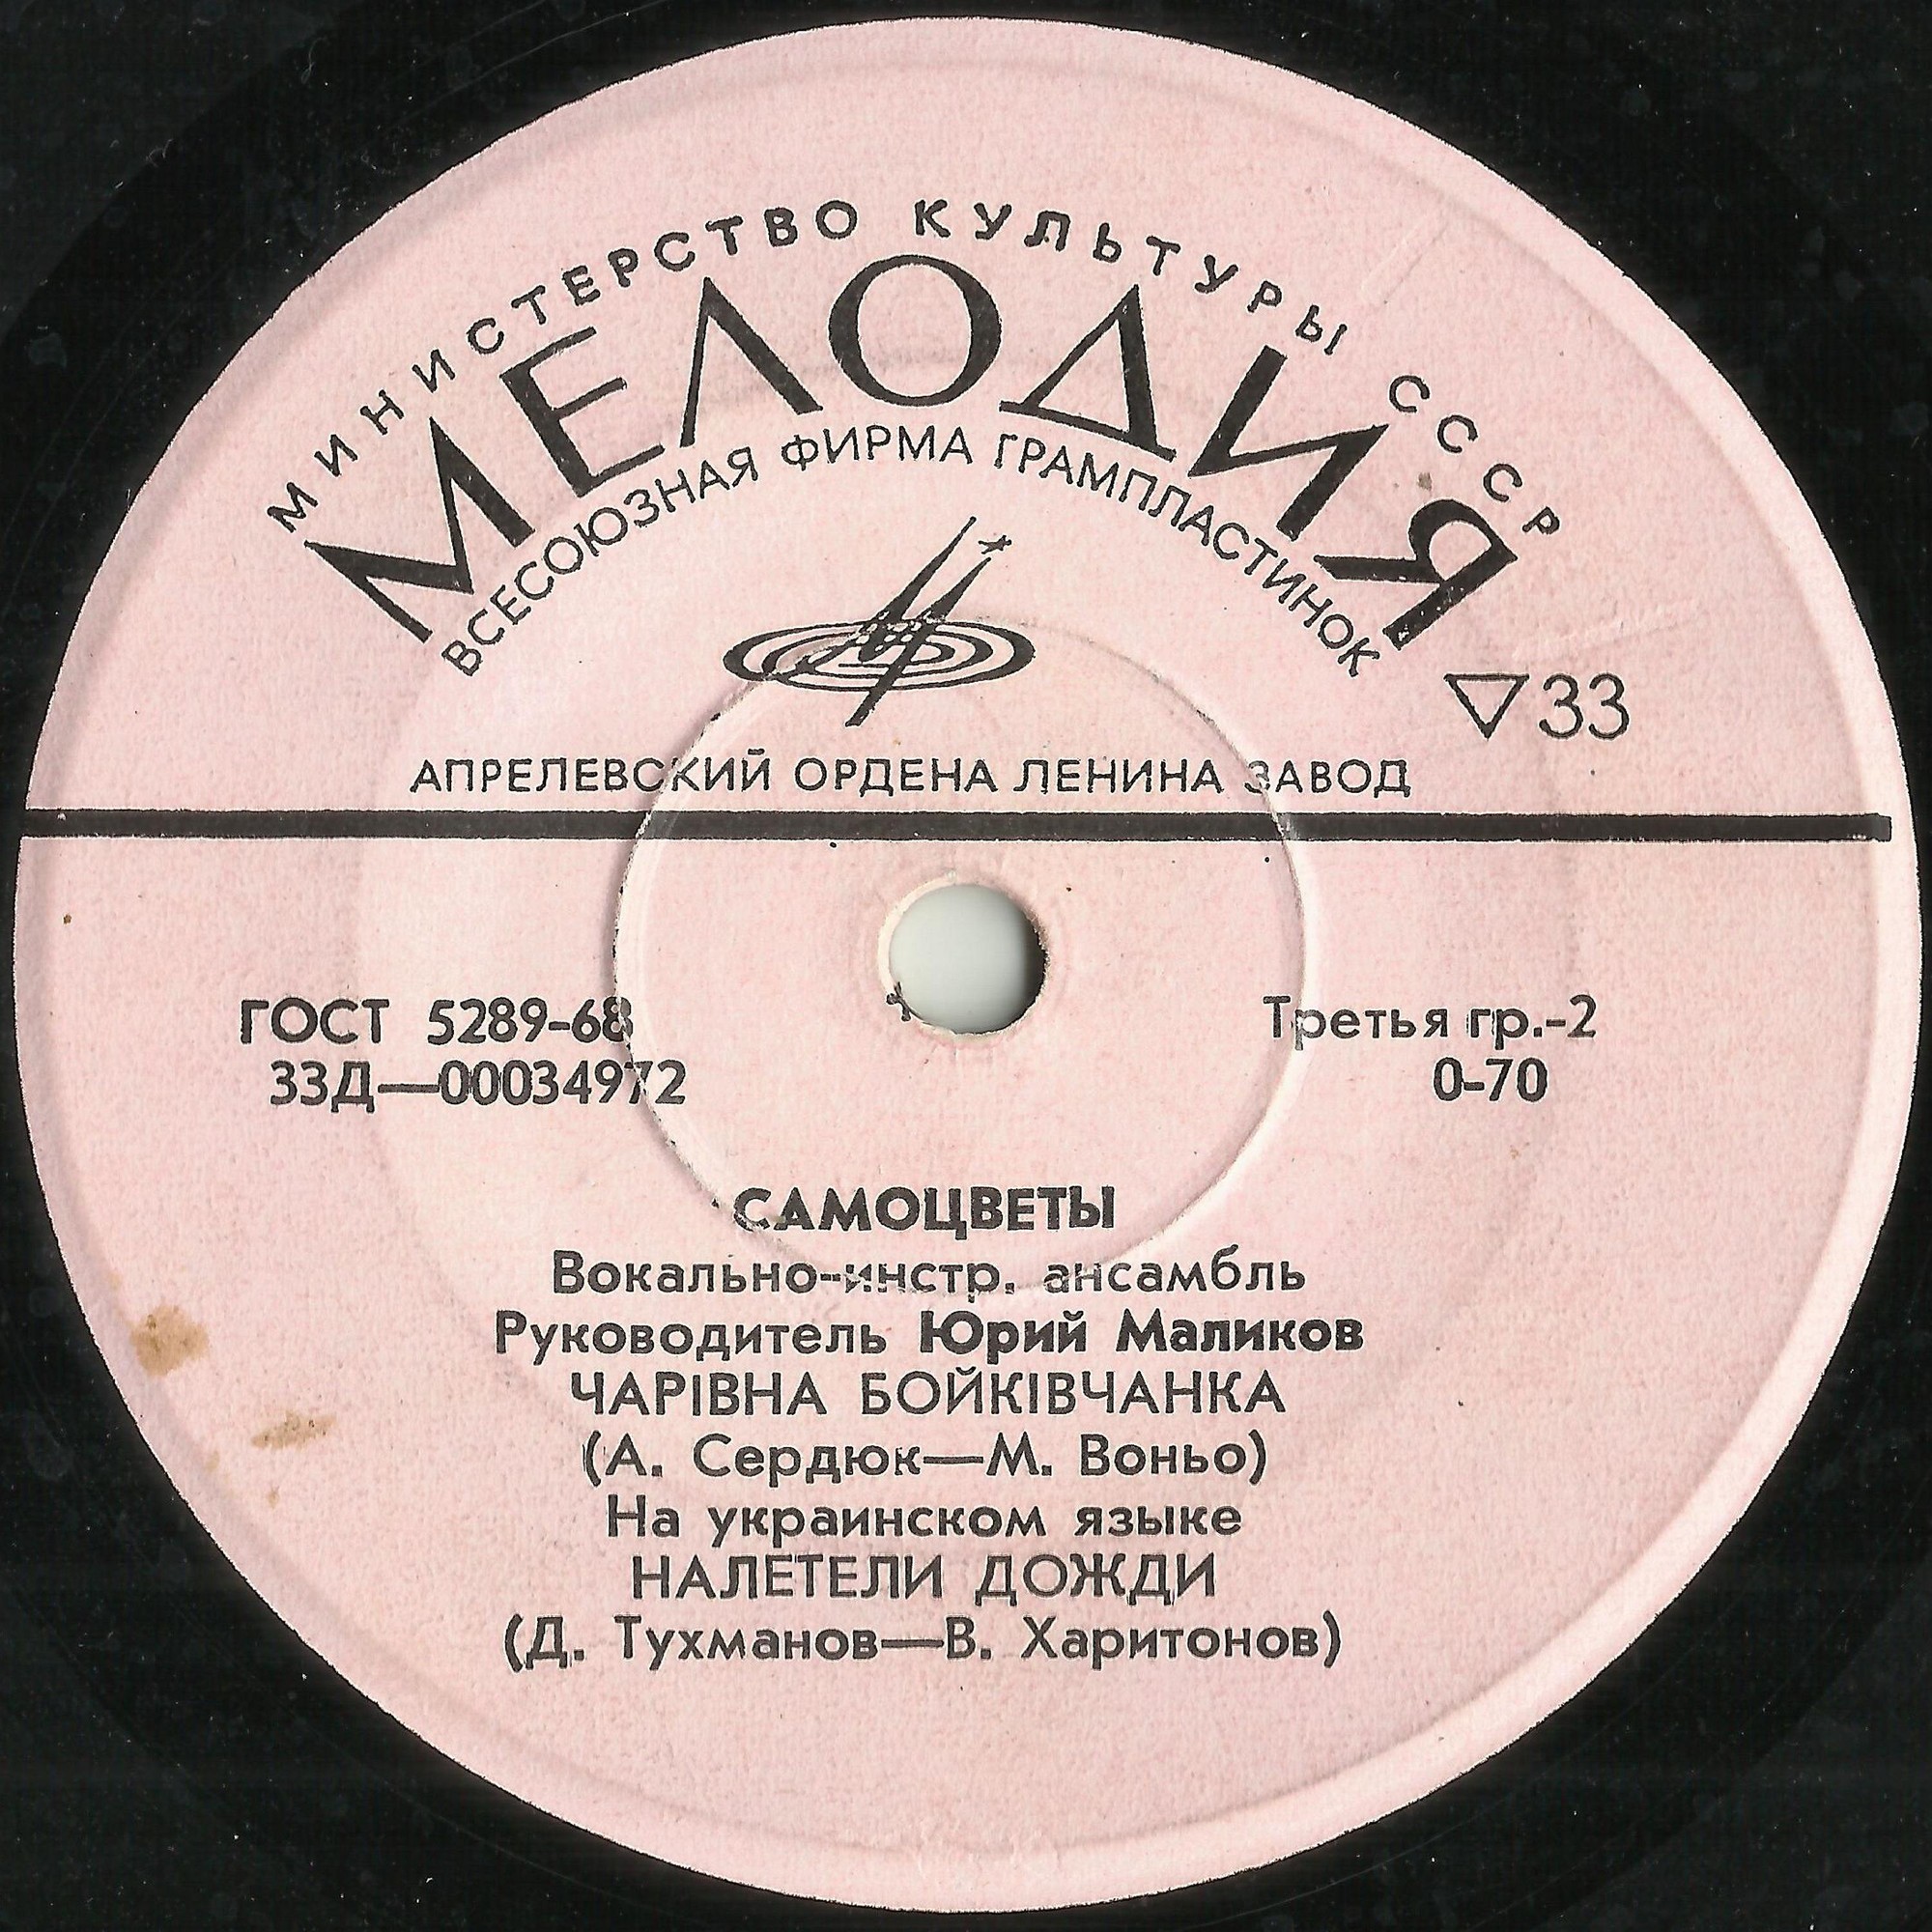 МИНИСТЕРСТВО КУЛЬТУРЫ СССР
МЕЛОДИЯ
ВСЕСОЮЗНАЯ ФИРМА ГРАМПЛАСТИНОК
33
АПРЕЛЕВСКИЙ ОРДЕНА ЛЕНИНА ЗАВОД
ГОСТ 5289-68
Третья гр.-2
33Д—00034972
0-70
САМОЦВЕТЫ
Вокально-инстр. ансамбль
Руководитель Юрий Маликов
ЧАРІВНА БОЙКІВЧАНКА
(А. Сердюк—М. Воньо)
На украинском языке
НАЛЕТЕЛИ ДОЖДИ
(Д. Тухманов—В. Харитонов)